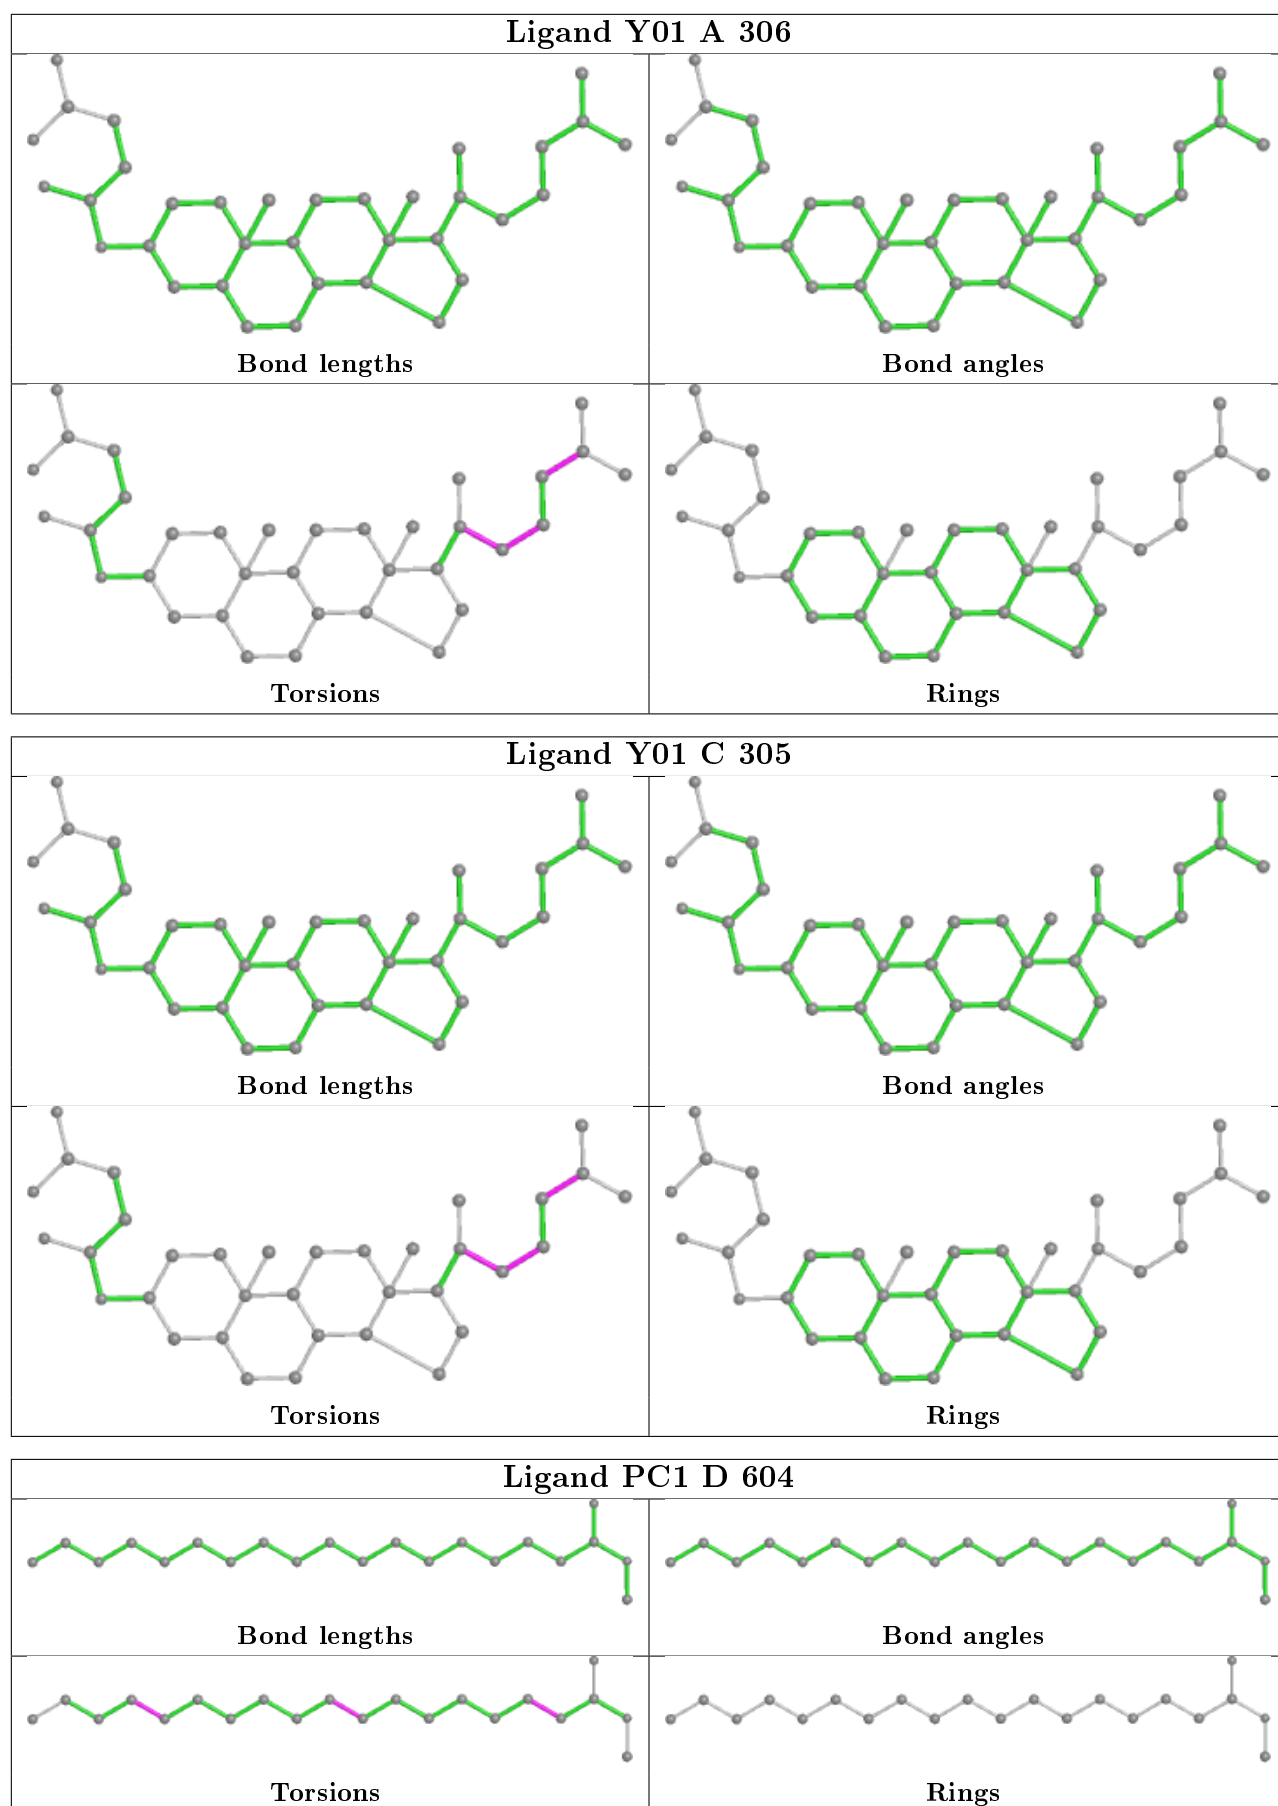 Ligand Y01 A 306
Bond lengths
Bond angles
Torsions
Rings
Ligand Y01 C 305
Bond lengths
Bond angles
Torsions
Rings
Ligand PC1 D 604
Bond lengths
Bond angles
Torsions
Rings